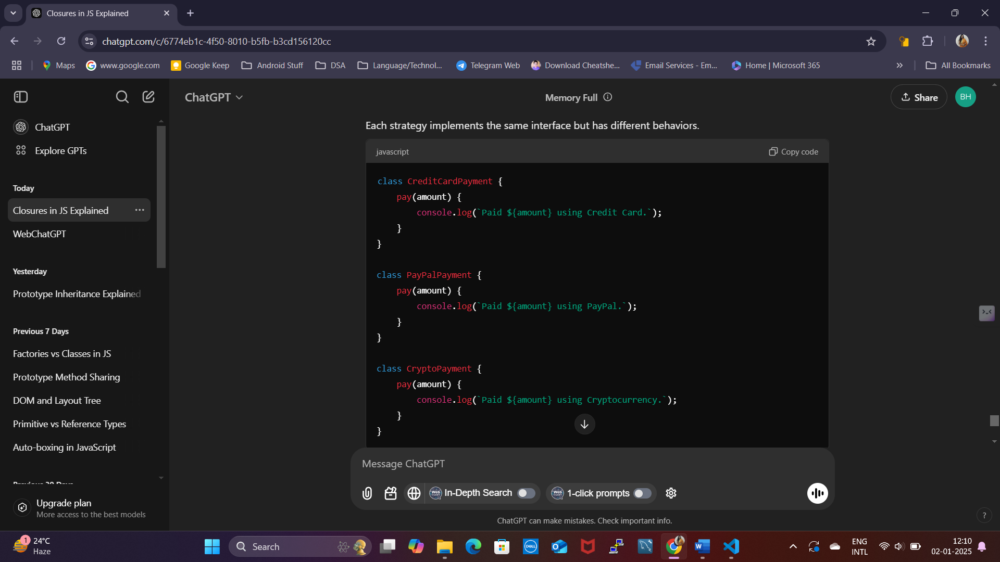 Closures in JS Explained
chatgpt.com/c/6774eb1c-4f50-8010-b5fb-b3cd156120cc
Maps
www.google.com
Google Keep
Android Stuff
DSA
Language/Technol...
Telegram Web
Download Cheatshe...
Email Services - Em...
Home | Microsoft 365
All Bookmarks
ChatGPT
Memory Full
Share
BH
ChatGPT
Explore GPTs
Today
Closures in JS Explained
WebChatGPT
Yesterday
Prototype Inheritance Explained
Previous 7 Days
Factories vs Classes in JS
Prototype Method Sharing
DOM and Layout Tree
Primitive vs Reference Types
Auto-boxing in JavaScript
Previous 30 Days
Upgrade plan
More access to the best models
Each strategy implements the same interface but has different behaviors.
javascript
Copy code
class CreditCardPayment {
    pay(amount) {
        console.log(`Paid ${amount} using Credit Card.`);
    }
}
class PayPalPayment {
    pay(amount) {
        console.log(`Paid ${amount} using PayPal.`);
    }
}
class CryptoPayment {
    pay(amount) {
        console.log(`Paid ${amount} using Cryptocurrency.`);
    }
}
Message ChatGPT
In-Depth Search
1-click prompts
ChatGPT can make mistakes. Check important info.
?
1
24°C
Haze
Search
DELL
ENG
INTL
12:10
02-01-2025